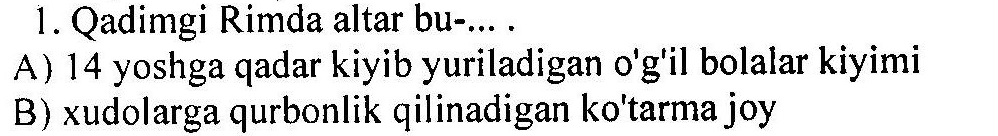 1. Qadimgi Rimda altar bu-... .
A) 14 yoshga qadar kiyib yuriladigan o'g'il bolalar kiyimi
B) xudolarga qurbonlik qilinadigan ko'tarma joy